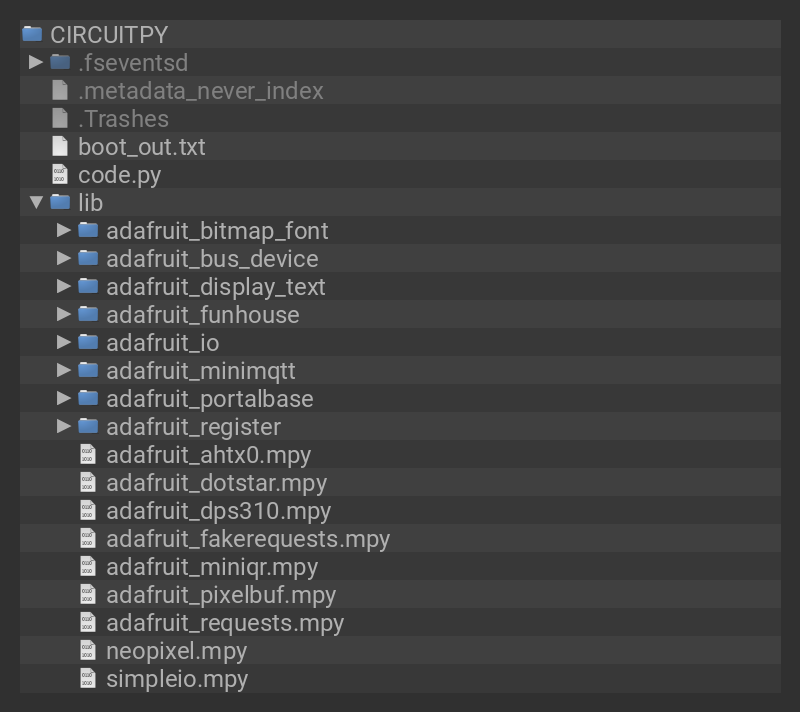 CIRCUITPY
.fseventsd
.metadata_never_index
.Trashes
boot_out.txt
code.py
lib
adafruit_bitmap_font
adafruit_bus_device
adafruit_display_text
adafruit_funhouse
adafruit_io
adafruit_minimqtt
adafruit_portalbase
adafruit_register
adafruit_ahtx0.mpy
adafruit_dotstar.mpy
adafruit_dps310.mpy
adafruit_fakerequests.mpy
adafruit_miniqr.mpy
adafruit_pixelbuf.mpy
adafruit_requests.mpy
neopixel.mpy
simpleio.mpy